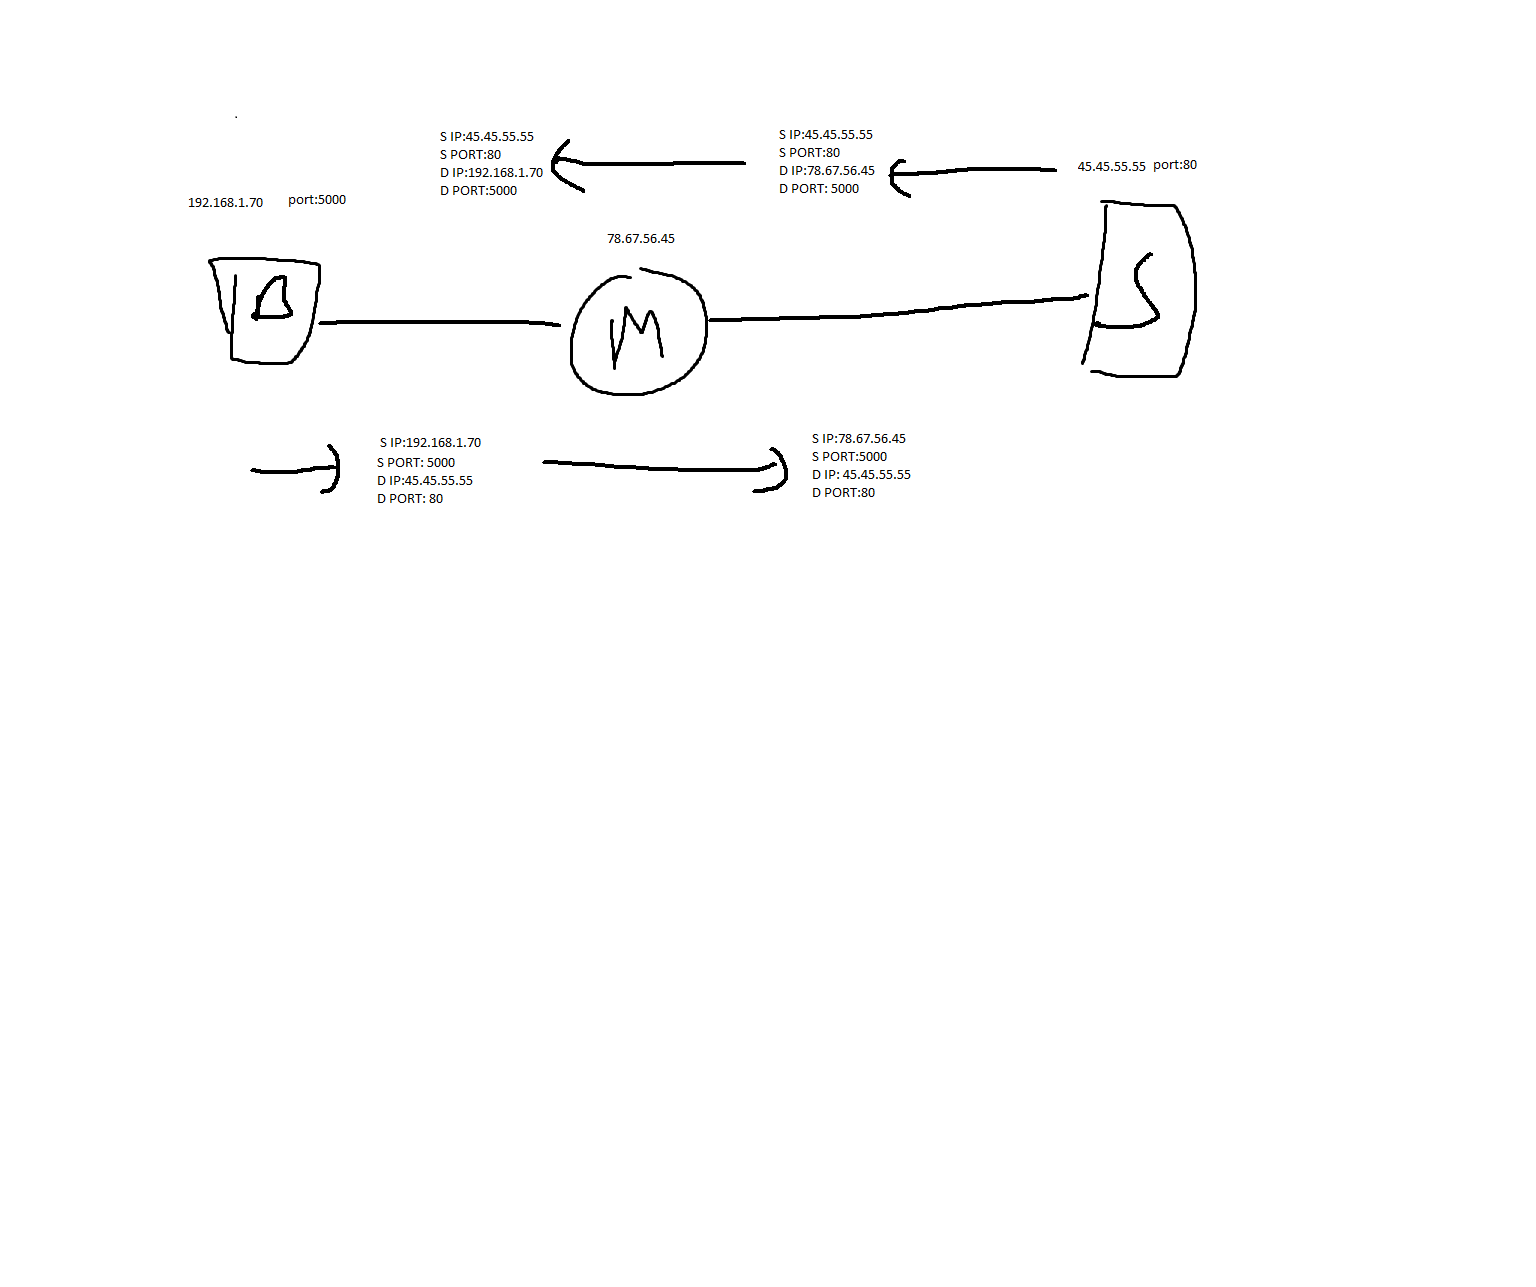 S IP:45.45.55.55
S PORT:80
D IP:192.168.1.70
D PORT:5000
S IP:45.45.55.55
S PORT:80
D IP:78.67.56.45
D PORT: 5000
45.45.55.55 port:80
192.168.1.70 port:5000
78.67.56.45
M
S
S IP:192.168.1.70
S PORT: 5000
D IP:45.45.55.55
D PORT: 80
S IP:78.67.56.45
S PORT:5000
D IP: 45.45.55.55
D PORT:80